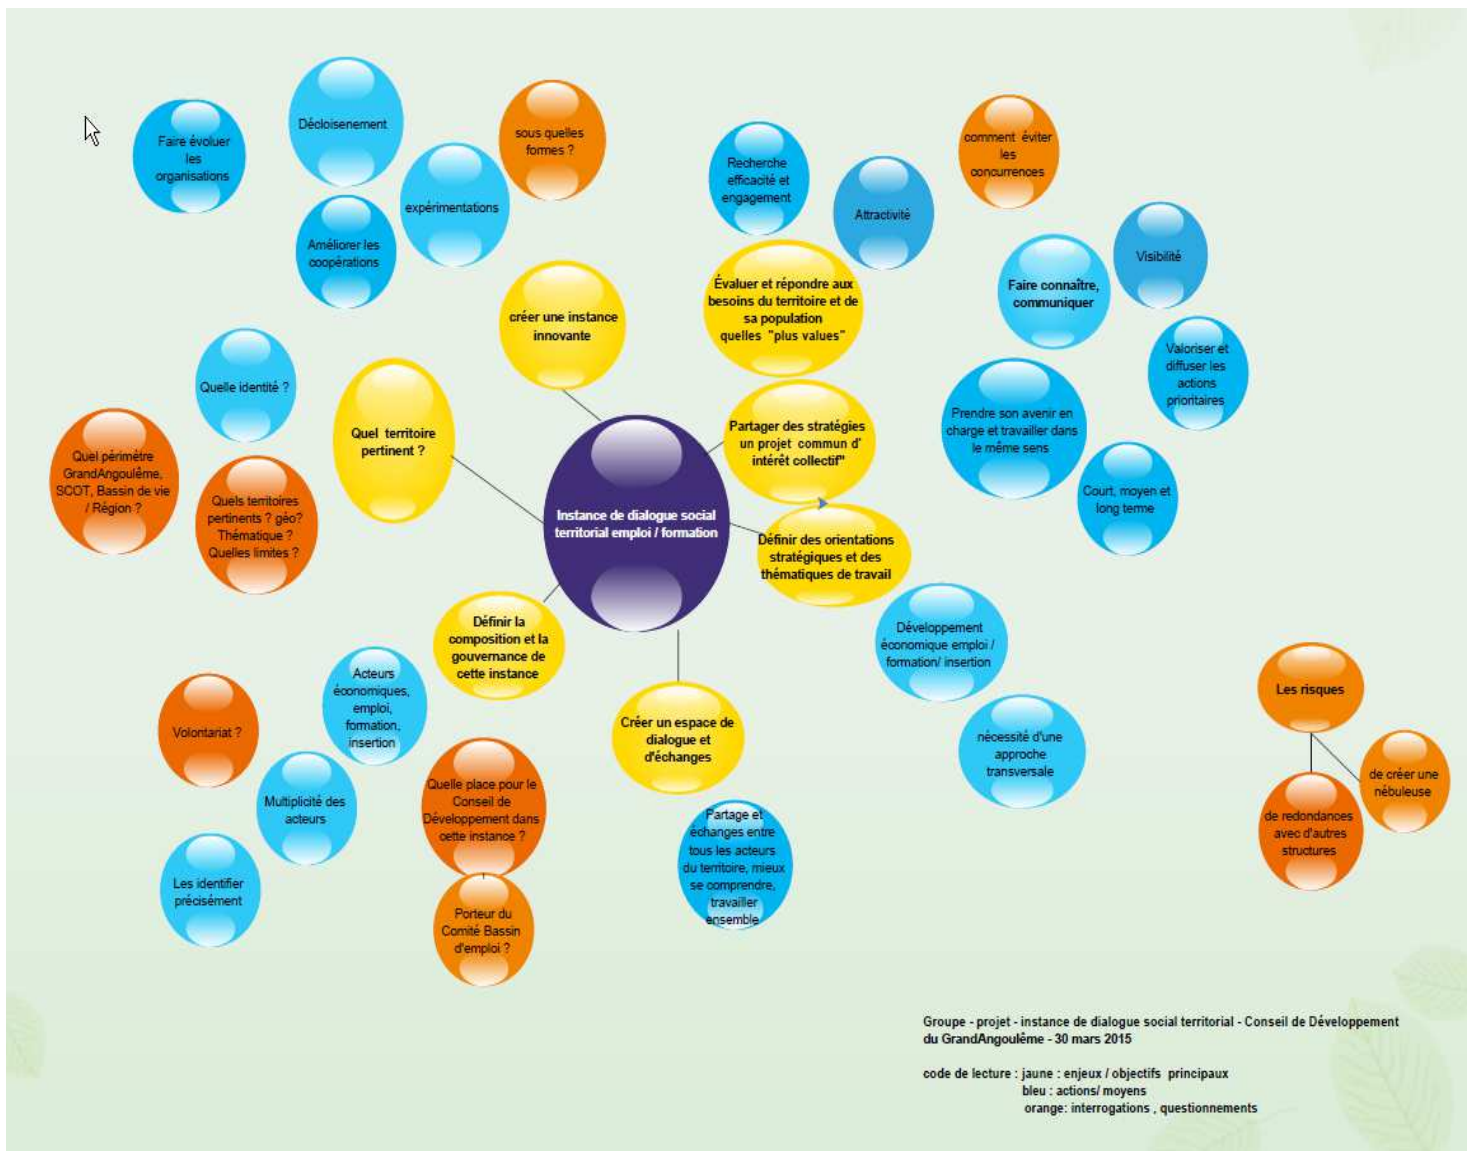 Faire évoluer
les
organisations
Décloisenement
sous quelles
formes ?
expérimentations
Améliorer les
coopérations
créer une instance
innovante
Recherche
efficacité et
engagement
Attractivité
comment éviter
les
concurrences
Visibilité
Faire connaître,
communiquer
Évaluer et répondre aux
besoins du territoire et de
sa population
quelles "plus values"
Valoriser et
diffuser les
actions
prioritaires
Prendre son avenir en
charge et travailler dans
le même sens
Court, moyen et
long terme
Partager des stratégies
un projet commun d'
intérêt collectif"
Quelle identité ?
Quel territoire
pertinent ?
Quel périmètre
GrandAngoulême,
SCOT, Bassin de vie
/ Région ?
Quels territoires
pertinents ? géo?
Thématique ?
Quelles limites ?
Instance de dialogue social
territorial emploi / formation
Définir des orientations
stratégiques et des
thématiques de travail
Développement
économique emploi /
formation/ insertion
nécessité d'une
approche
transversale
Définir la
composition et la
gouvernance de
cette instance
Acteurs
économiques,
emploi,
formation,
insertion
Volontariat ?
Multiplicité des
acteurs
Les identifier
précisément
Quelle place pour le
Conseil de
Développement dans
cette instance ?
Porteur du
Comité Bassin
d'emploi ?
Créer un espace de
dialogue et
d'échanges
Partage et
échanges entre
tous les acteurs
du territoire, mieux
se comprendre,
travailler
ensemble
Les risques
de créer une
nébuleuse
de redondances
avec d'autres
structures
Groupe - projet - instance de dialogue social territorial - Conseil de Développement
du GrandAngoulême - 30 mars 2015
code de lecture : jaune : enjeux / objectifs principaux
bleu : actions/ moyens
orange: interrogations , questionnements